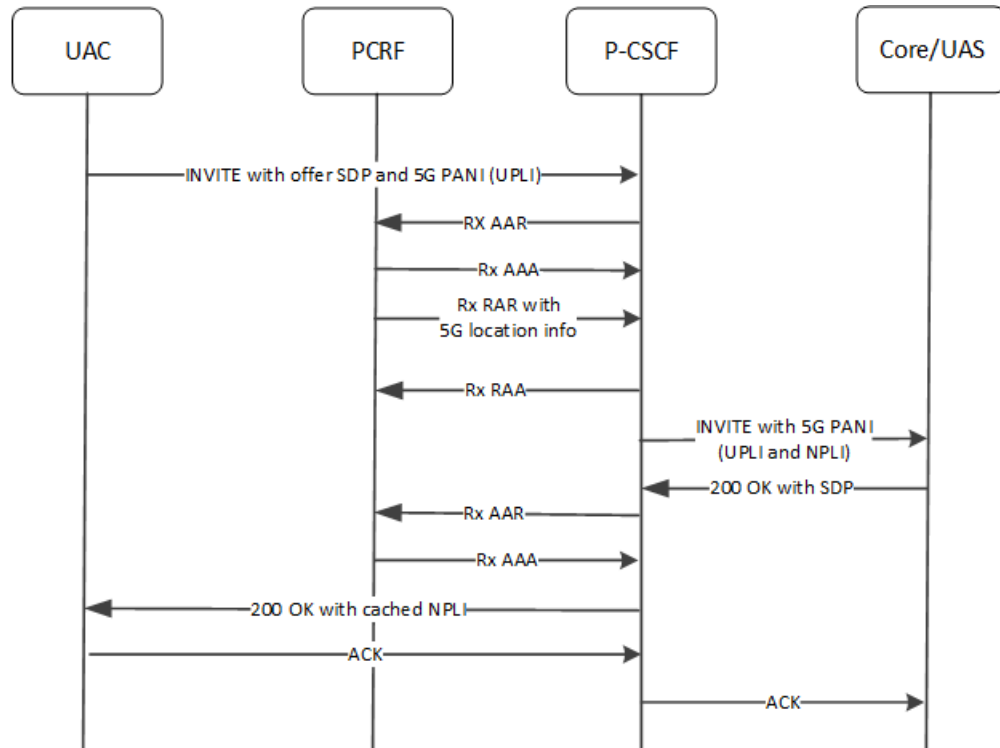 UAC
PCRF
P-CSCF
Core/UAS
INVITE with offer SDP and 5G PANI (UPLI)
RX AAR
Rx AAA
Rx RAR with
5G location info
Rx RAA
INVITE with 5G PANI
(UPLI and NPLI)
200 OK with SDP
Rx AAR
Rx AAA
200 OK with cached NPLI
ACK
ACK